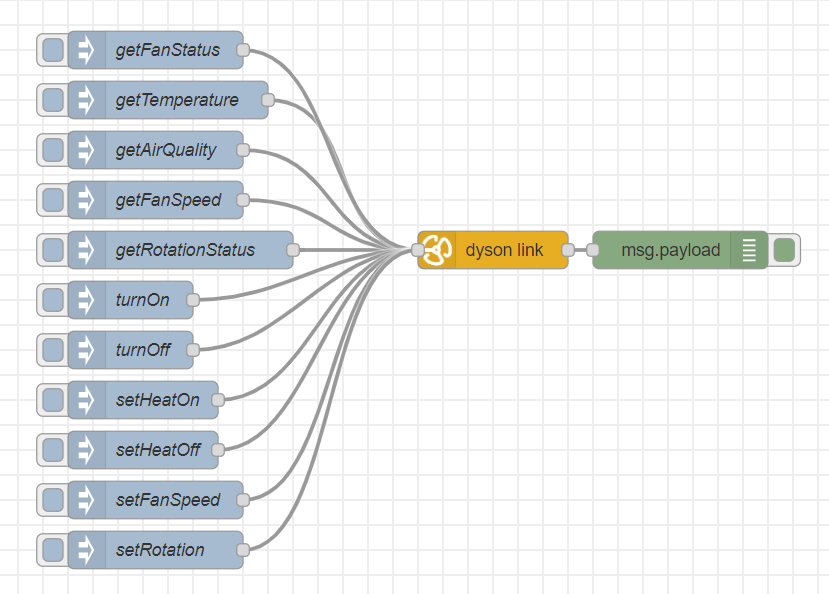 getFanStatus
getTemperature
getAirQuality
getFanSpeed
getRotationStatus
dyson link
msg.payload
turnOn
turnOff
setHeatOn
setHeatOff
setFanSpeed
setRotation